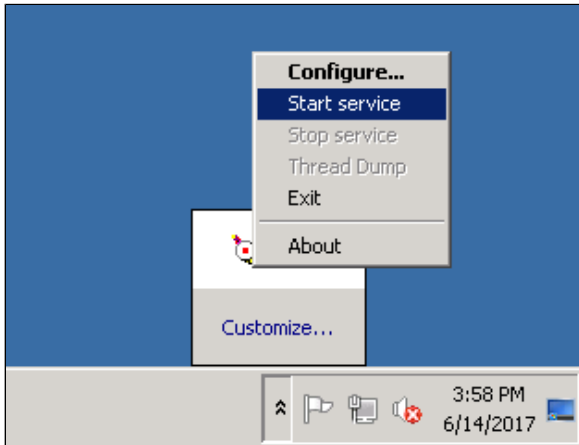 Configure...
Start service
Stop service
Thread Dump
Exit
About
Customize...
3:58 PM
6/14/2017